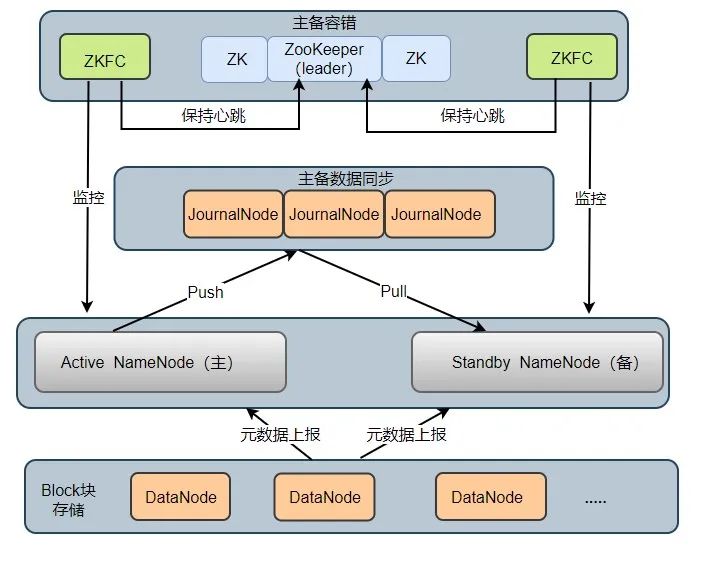 主备容错
ZKFC
ZK
ZooKeeper
（leader）
ZK
ZKFC
保持心跳
保持心跳
监控
主备数据同步
监控
JournalNode
JournalNode
JournalNode
Push
Pull
Active NameNode（主）
Standby NameNode（备）
元数据上报
元数据上报
Block块
存储
DataNode
DataNode
DataNode
.....